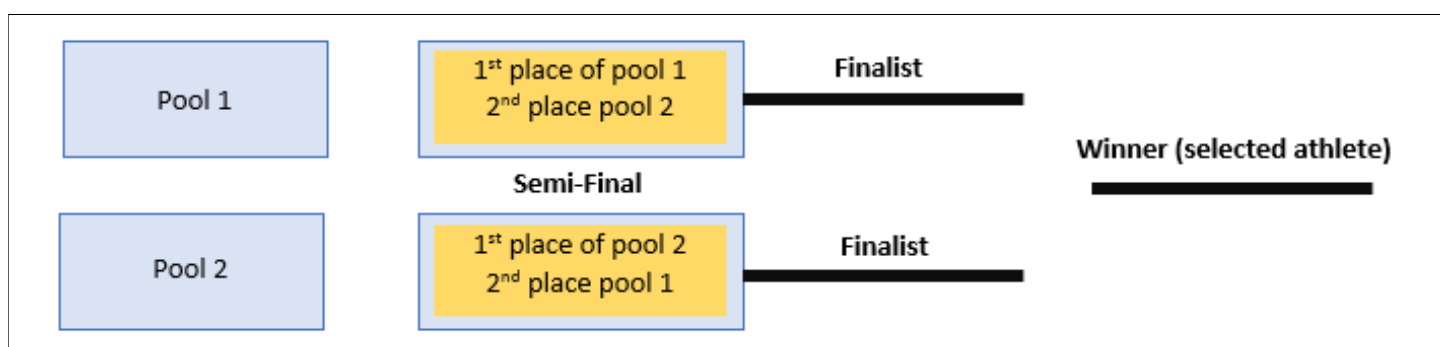 Pool 1
1st place of pool 1
2nd place pool 2
Finalist
Winner (selected athlete)
Semi-Final
Pool 2
1st place of pool 2
2nd place pool 1
Finalist